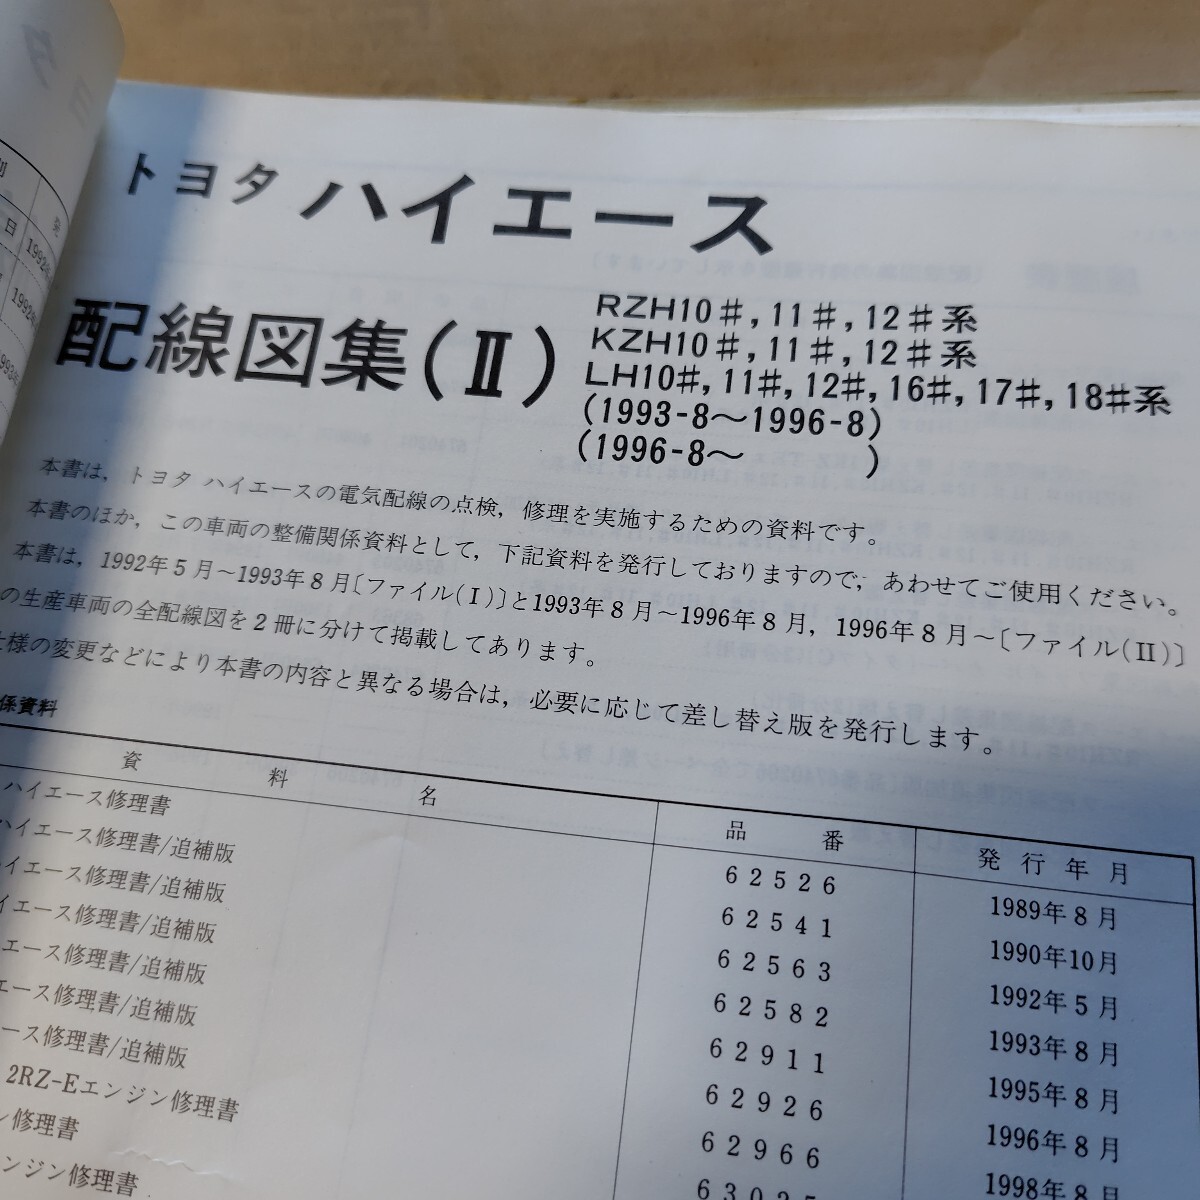 トヨタ ハイエース
配線図集(Ⅱ)
RZH10#, 11#, 12#系
KZH10#, 11#, 12#系
LH10#, 11#, 12#, 16#, 17#, 18#系
(1993-8～1996-8)
(1996-8～ )
本書は，トヨタ ハイエースの電気配線の点検，修理を実施するための資料です。
本書のほか，この車両の整備関係資料として，下記資料を発行しておりますので，あわせてご使用ください。
本書は，1992年5月～1993年8月〔ファイル(Ⅰ)〕と1993年8月～1996年8月，1996年8月～〔ファイル(Ⅱ)〕
の生産車両の全配線図を2冊に分けて掲載してあります。
様の変更などにより本書の内容と異なる場合は，必要に応じて差し替え版を発行します。
係資料
資 料 名 品 番 発 行 年 月
ハイエース修理書 62526 1989年8月
ハイエース修理書/追補版 62541 1990年10月
イエース修理書/追補版 62563 1992年5月
イエース修理書/追補版 62582 1993年8月
エース修理書/追補版 62911 1995年8月
エース修理書/追補版 62926 1996年8月
ース修理書/追補版 62966 1998年8月
2RZ-Eエンジン修理書
ン修理書
ンジン修理書